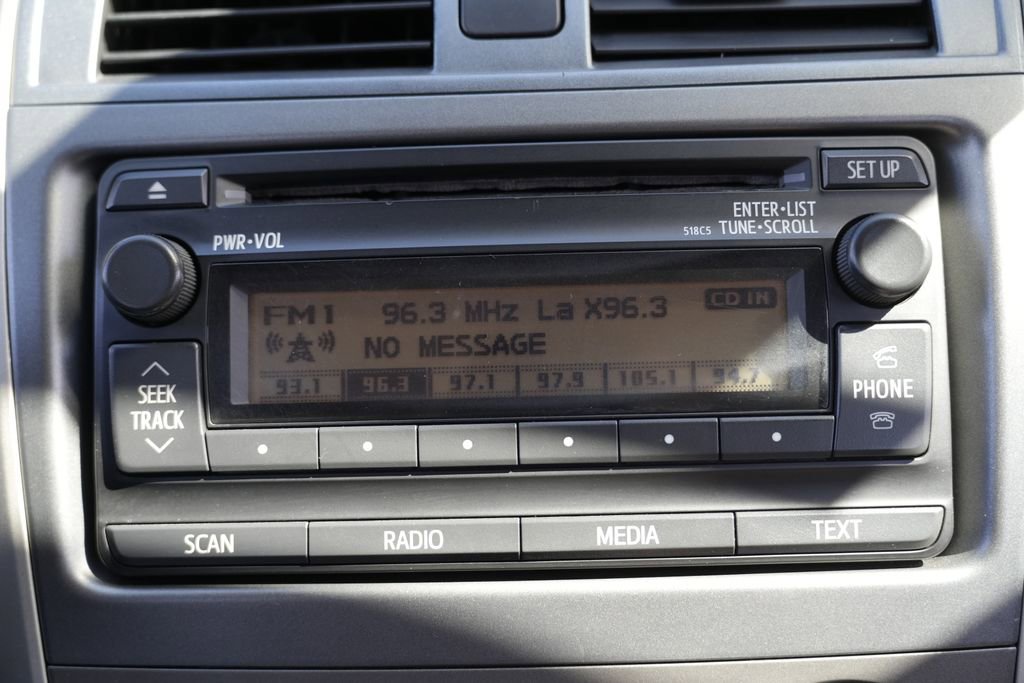 SET UP
ENTER•LIST
PWR•VOL
518C5 TUNE•SCROLL
FM1 96.3 MHz La X96.3 CD IN
NO MESSAGE
93.1 96.3 97.1 97.9 105.1 94.7
SEEK
TRACK
PHONE
SCAN RADIO MEDIA TEXT